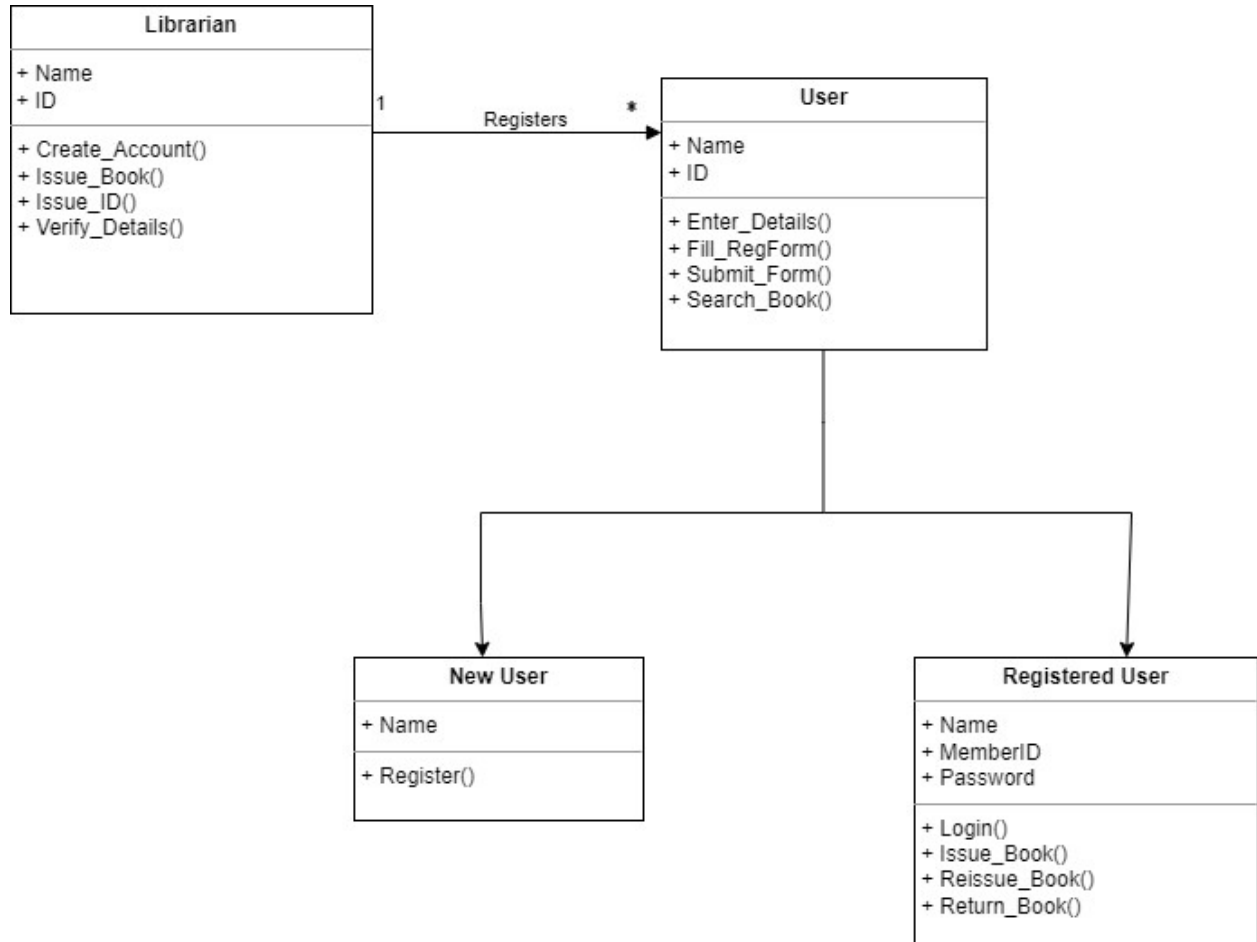 Librarian
+ Name
+ ID
+ Create_Account()
+ Issue_Book()
+ Issue_ID()
+ Verify_Details()
1
Registers
*
User
+ Name
+ ID
+ Enter_Details()
+ Fill_RegForm()
+ Submit_Form()
+ Search_Book()
New User
+ Name
+ Register()
Registered User
+ Name
+ MemberID
+ Password
+ Login()
+ Issue_Book()
+ Reissue_Book()
+ Return_Book()